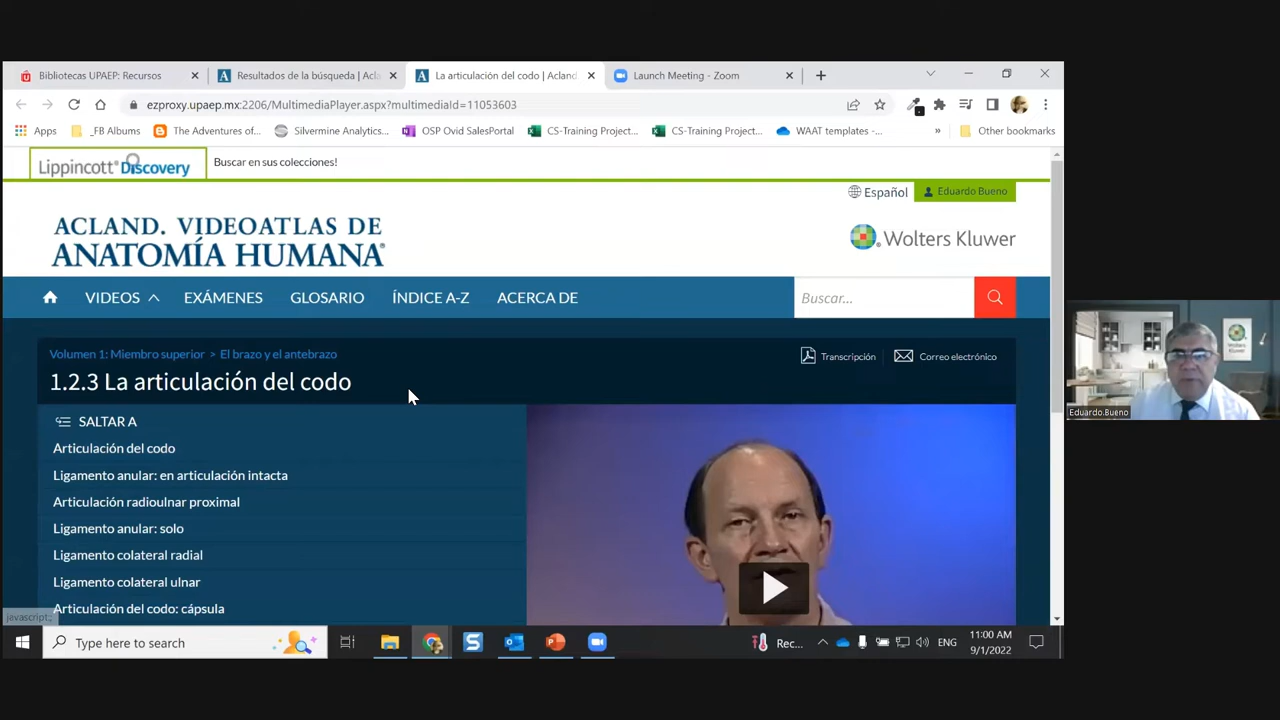 Bibliotecas UPAEP: Recursos
Resultados de la búsqueda | Acla
La articulación del codo | Acland.
Launch Meeting - Zoom
ezproxy.upaep.mx:2206/MultimediaPlayer.aspx?multimediaId=11053603
Apps
_FB Albums
The Adventures of...
Silvermine Analytics...
OSP Ovid SalesPortal
CS-Training Project...
CS-Training Project...
WAAT templates -...
»
Other bookmarks
Lippincott® Discovery
Buscar en sus colecciones!
Español
Eduardo Bueno
ACLAND. VIDEOATLAS DE
ANATOMÍA HUMANA®
Wolters Kluwer
VIDEOS
EXÁMENES
GLOSARIO
ÍNDICE A-Z
ACERCA DE
Buscar...
Volumen 1: Miembro superior > El brazo y el antebrazo
Transcripción
Correo electrónico
1.2.3 La articulación del codo
SALTAR A
Articulación del codo
Ligamento anular: en articulación intacta
Articulación radioulnar proximal
Ligamento anular: solo
Ligamento colateral radial
Ligamento colateral ulnar
Articulación del codo: cápsula
javascript:;
Type here to search
Rec...
ENG
11:00 AM
9/1/2022
Wolters
Kluwer
Eduardo.Bueno